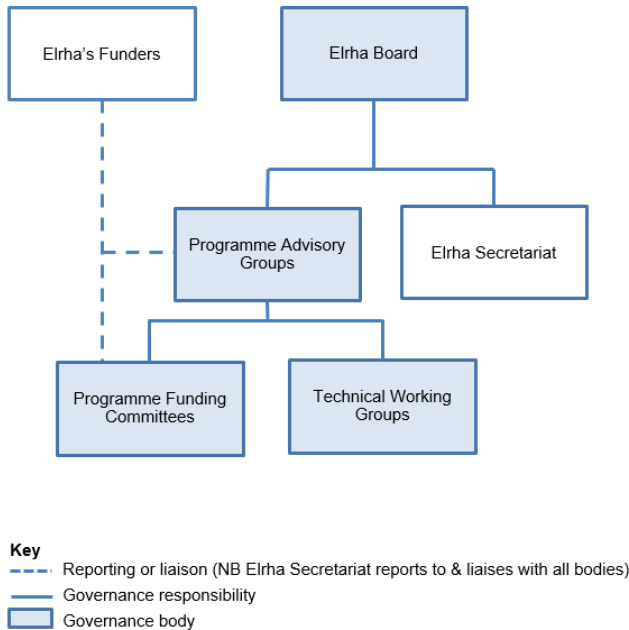 Elrha's Funders
Elrha Board
Programme Advisory
Groups
Elrha Secretariat
Programme Funding
Committees
Technical Working
Groups
Key
Reporting or liaison (NB Elrha Secretariat reports to & liaises with all bodies)
Governance responsibility
Governance body